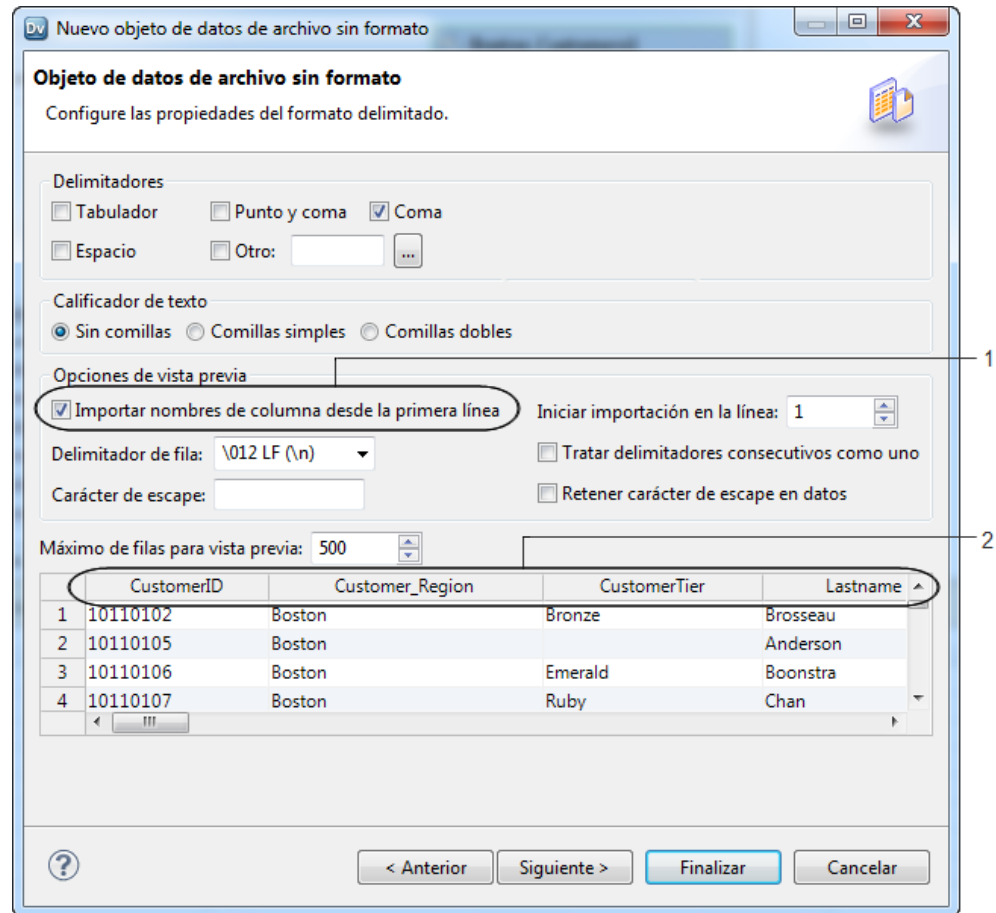 Dv Nuevo objeto de datos de archivo sin formato
Objeto de datos de archivo sin formato
Configure las propiedades del formato delimitado.
Delimitadores
Tabulador Punto y coma Coma
Espacio Otro: ...
Calificador de texto
Sin comillas Comillas simples Comillas dobles
1
Opciones de vista previa
Importar nombres de columna desde la primera línea Iniciar importación en la línea: 1
Delimitador de fila: \012 LF (\n) Tratar delimitadores consecutivos como uno
Carácter de escape: Retener carácter de escape en datos
Máximo de filas para vista previa: 500
2
CustomerID Customer_Region CustomerTier Lastname
1 10110102 Boston Bronze Brosseau
2 10110105 Boston Anderson
3 10110106 Boston Emerald Boonstra
4 10110107 Boston Ruby Chan
? < Anterior Siguiente > Finalizar Cancelar